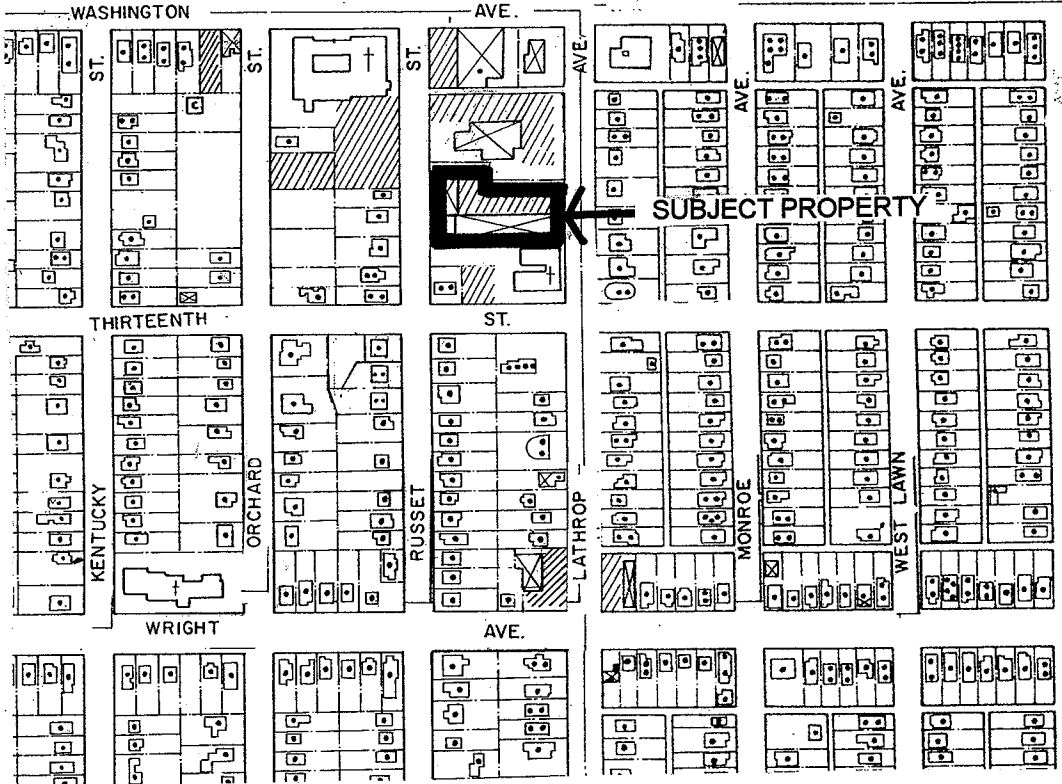 WASHINGTON AVE.
ST.
ST.
ST.
AVE.
AVE.
AVE.
SUBJECT PROPERTY
THIRTEENTH ST.
KENTUCKY
ORCHARD
RUSSET
LATHROP
MONROE
WEST LAWN
WRIGHT AVE.